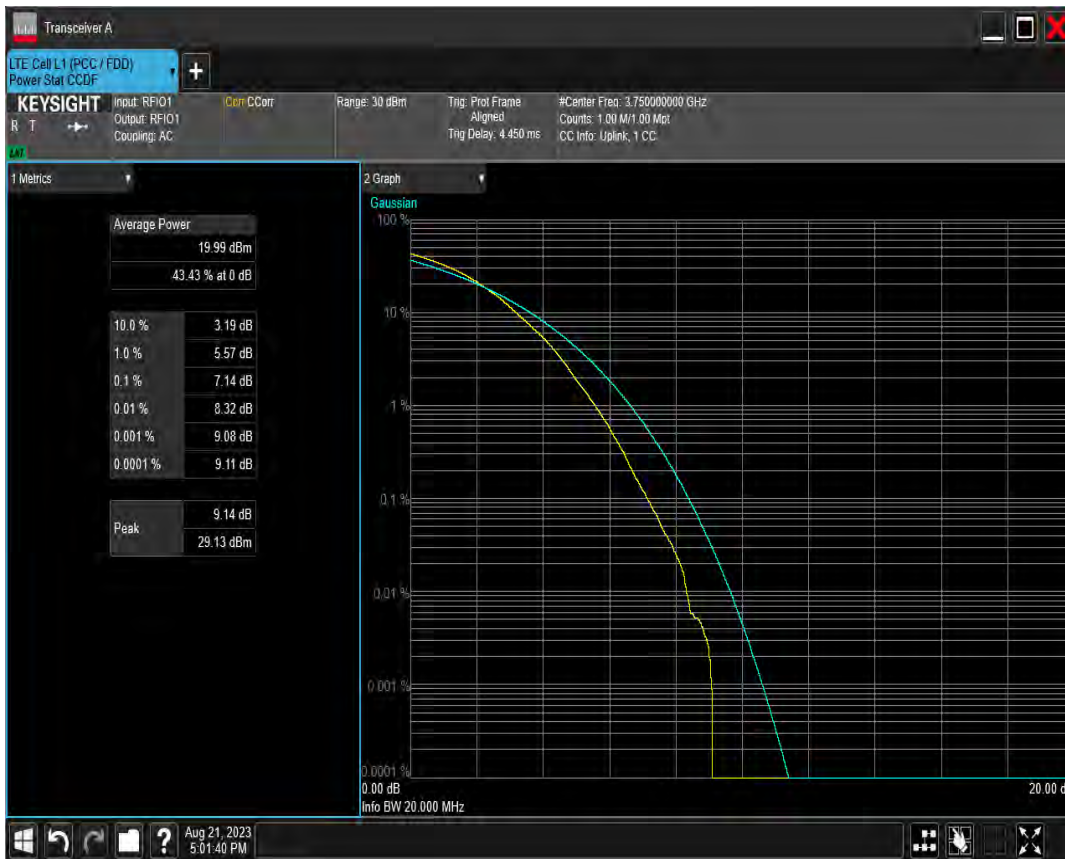 Transceiver A
LTE Cell L1 (PCC / FDD)
Power Stat CCDF
+
KEYSIGHT
R T
LXI
Input: RFIO1
Output: RFIO1
Coupling: AC
Corr CCorr
Range: 30 dBm
Trig: Prot Frame
Aligned
Trig Delay: 4.450 ms
#Center Freq: 3.750000000 GHz
Counts: 1.00 M/1.00 Mpt
CC Info: Uplink, 1 CC
1 Metrics
Average Power
19.99 dBm
43.43 % at 0 dB
10.0 % 3.19 dB
1.0 % 5.57 dB
0.1 % 7.14 dB
0.01 % 8.32 dB
0.001 % 9.08 dB
0.0001 % 9.11 dB
Peak
9.14 dB
29.13 dBm
2 Graph
Gaussian
100 %
10 %
1 %
0.1 %
0.01 %
0.001 %
0.0001 %
0.00 dB
20.00 d
Info BW 20.000 MHz
?
Aug 21, 2023
5:01:40 PM